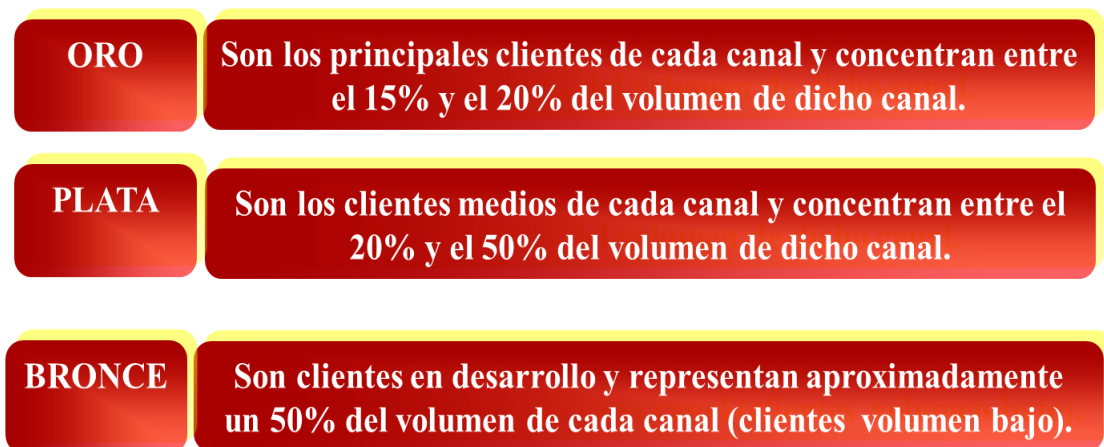 ORO
Son los principales clientes de cada canal y concentran entre
el 15% y el 20% del volumen de dicho canal.
PLATA
Son los clientes medios de cada canal y concentran entre el
20% y el 50% del volumen de dicho canal.
BRONCE
Son clientes en desarrollo y representan aproximadamente
un 50% del volumen de cada canal (clientes volumen bajo).